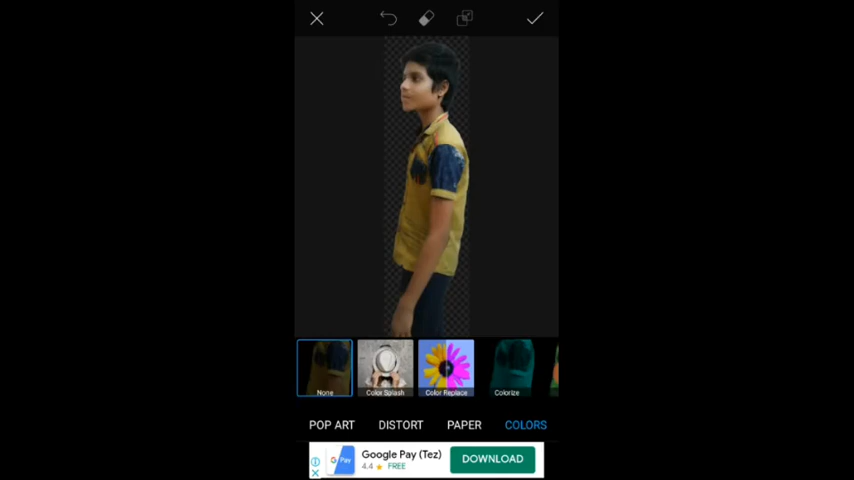 None
Color Splash
Color Replace
Colorize
POP ART
DISTORT
PAPER
COLORS
G Pay
Google Pay (Tez)
4.4 ★ FREE
DOWNLOAD